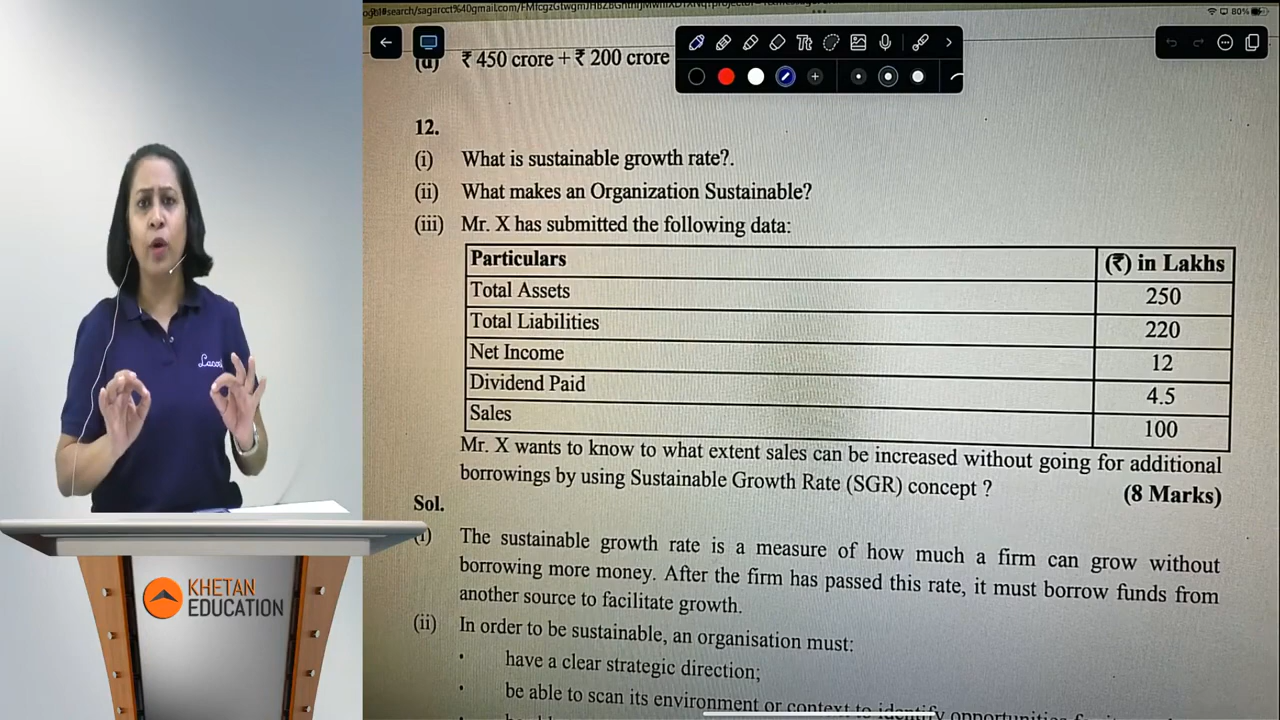 80%
(d) ₹ 450 crore + ₹ 200 crore
12.
(i) What is sustainable growth rate?.
(ii) What makes an Organization Sustainable?
(iii) Mr. X has submitted the following data:
Particulars (₹) in Lakhs
Total Assets 250
Total Liabilities 220
Net Income 12
Dividend Paid 4.5
Sales 100
Mr. X wants to know to what extent sales can be increased without going for additional
borrowings by using Sustainable Growth Rate (SGR) concept ?
(8 Marks)
Sol.
(i) The sustainable growth rate is a measure of how much a firm can grow without
borrowing more money. After the firm has passed this rate, it must borrow funds from
another source to facilitate growth.
(ii) In order to be sustainable, an organisation must:
• have a clear strategic direction;
• be able to scan its environment or context to identify opportunities
KHETAN
EDUCATION